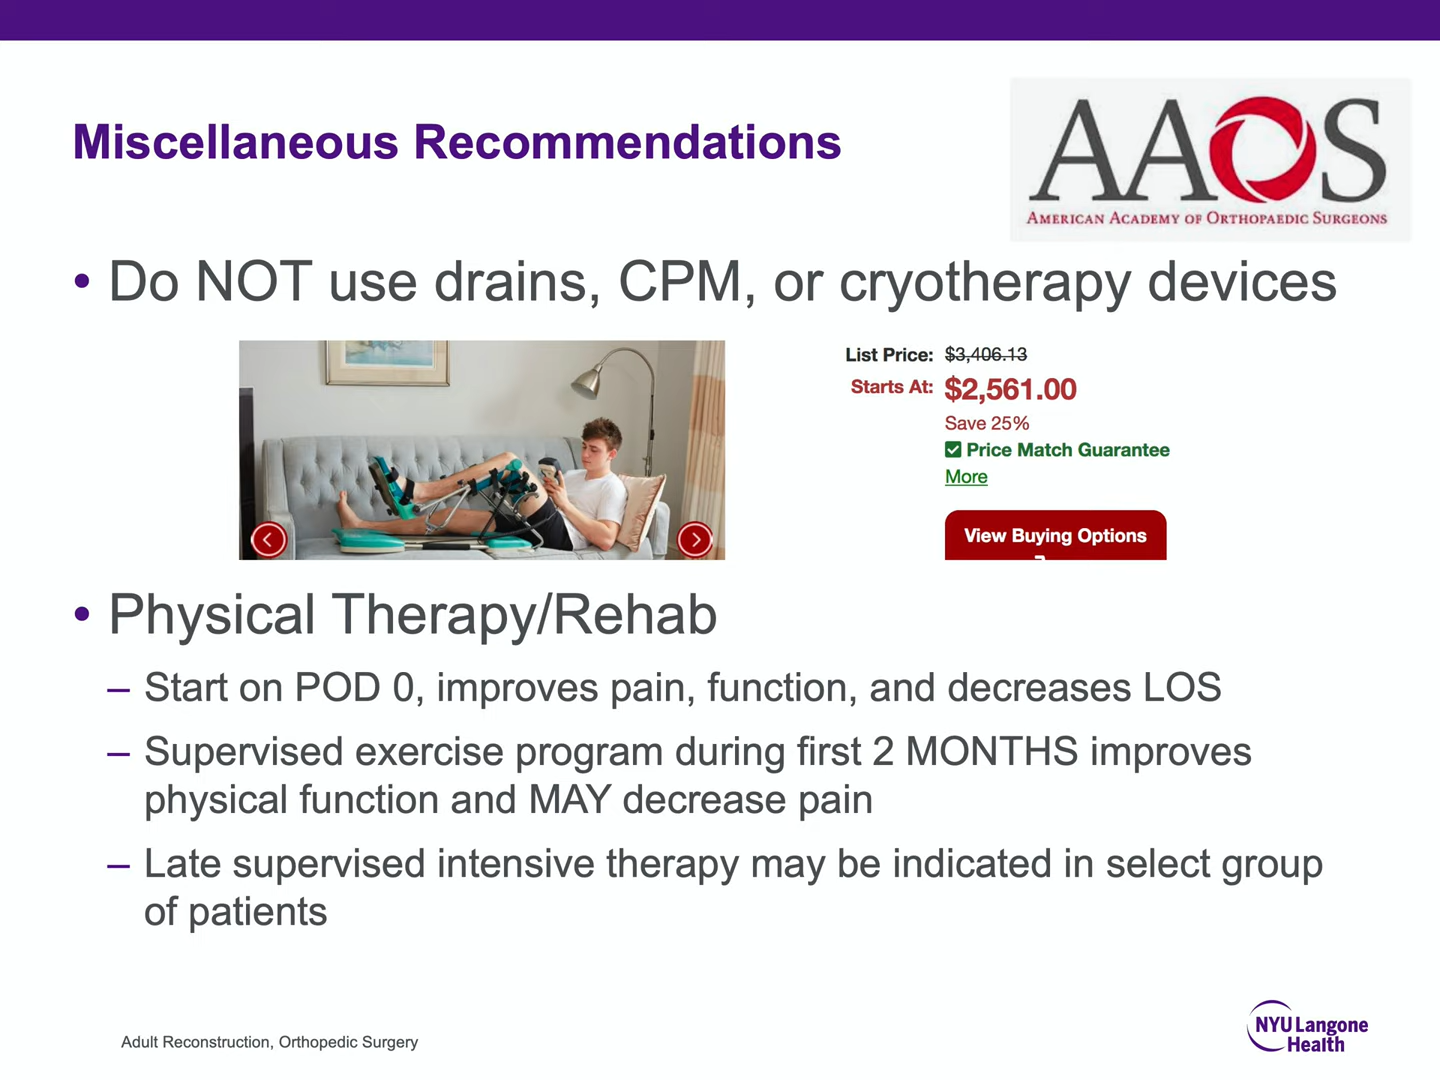 Miscellaneous Recommendations
AAOS
AMERICAN ACADEMY OF ORTHOPAEDIC SURGEONS
• Do NOT use drains, CPM, or cryotherapy devices
List Price: $3,406.13
Starts At: $2,561.00
Save 25%
Price Match Guarantee
More
View Buying Options
• Physical Therapy/Rehab
– Start on POD 0, improves pain, function, and decreases LOS
– Supervised exercise program during first 2 MONTHS improves
physical function and MAY decrease pain
– Late supervised intensive therapy may be indicated in select group
of patients
Adult Reconstruction, Orthopedic Surgery
NYU Langone
Health